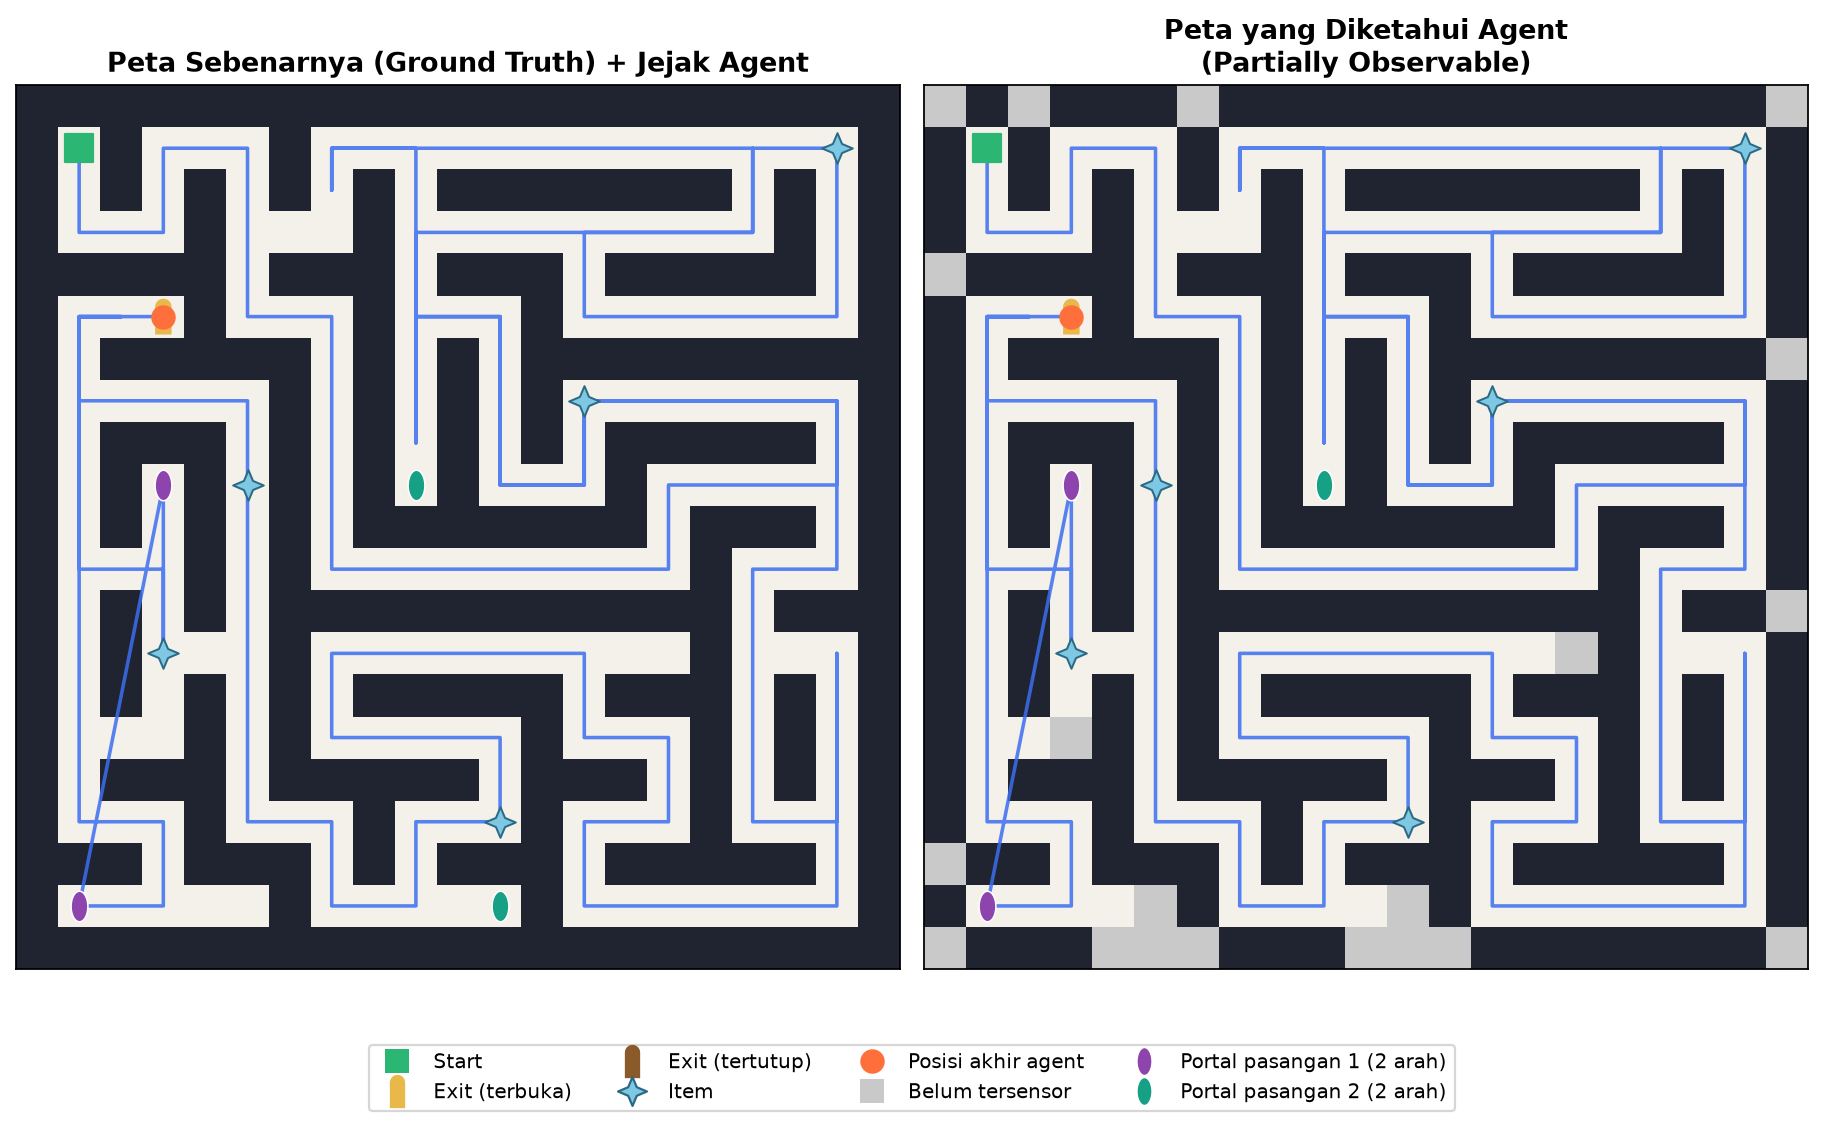 Peta Sebenarnya (Ground Truth) + Jejak Agent
Peta yang Diketahui Agent
(Partially Observable)
Start
Exit (terbuka)
Exit (tertutup)
Item
Posisi akhir agent
Belum tersensor
Portal pasangan 1 (2 arah)
Portal pasangan 2 (2 arah)